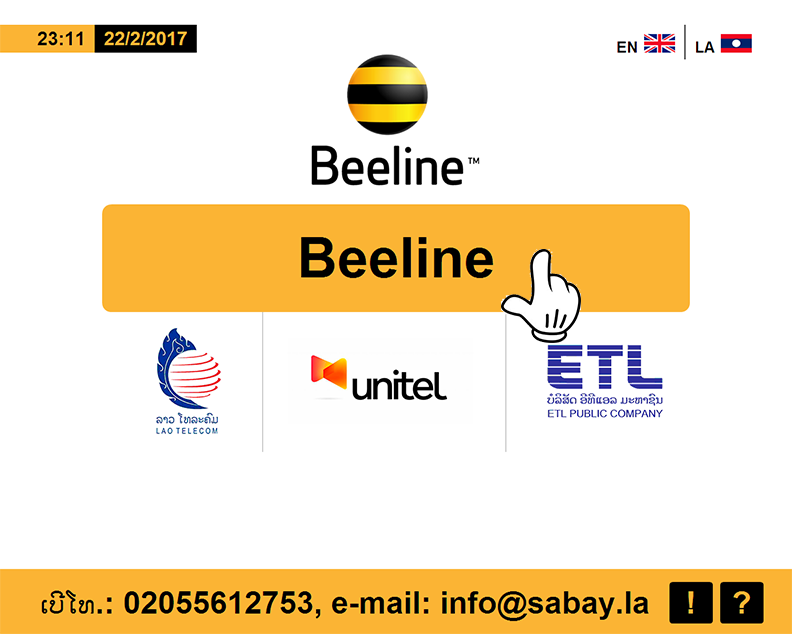 23:11 22/2/2017
EN LA
Beeline™
Beeline
ລາວ ໂທລະຄົມ
LAO TELECOM
unitel
ETL
ບໍລິສັດ ອີທີແອລ ມະຫາຊົນ
ETL PUBLIC COMPANY
ເບີໂທ.: 02055612753, e-mail: info@sabay.la ! ?